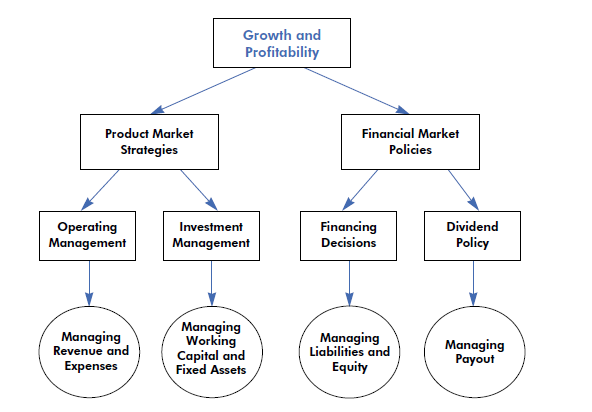 Growth and
Profitability
Product Market
Strategies
Financial Market
Policies
Operating
Management
Investment
Management
Financing
Decisions
Dividend
Policy
Managing
Revenue and
Expenses
Managing
Working
Capital and
Fixed Assets
Managing
Liabilities and
Equity
Managing
Payout